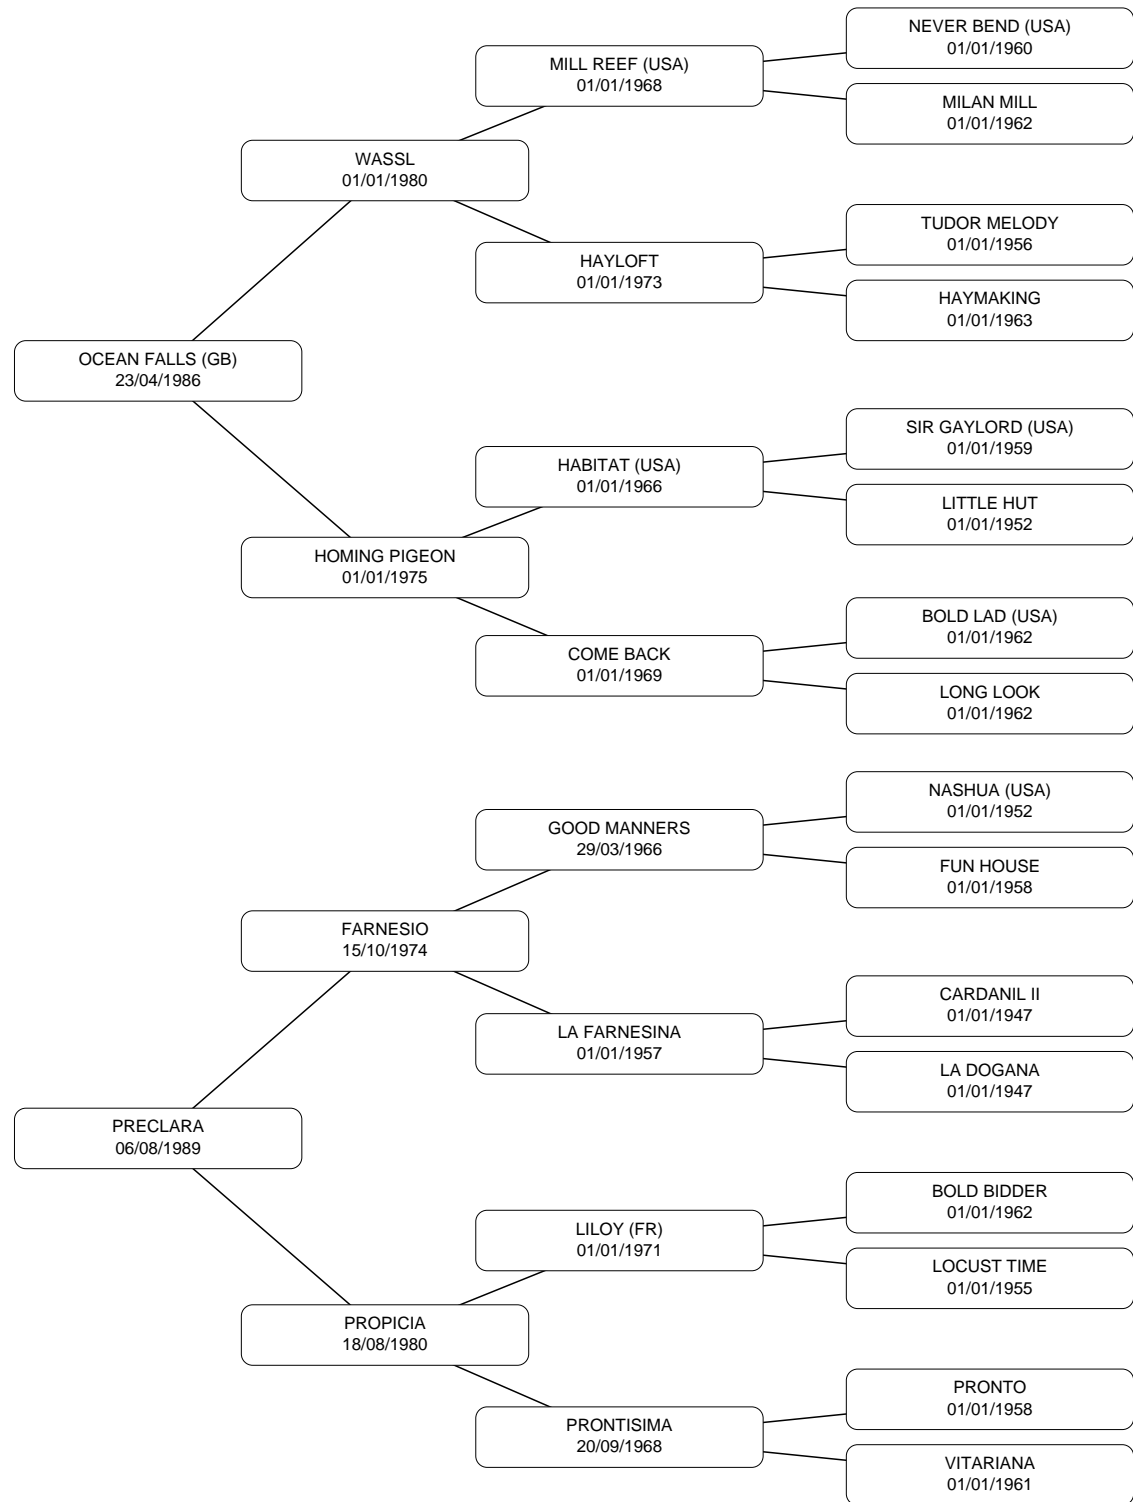 NEVER BEND (USA)
01/01/1960
MILL REEF (USA)
01/01/1968
MILAN MILL
01/01/1962
WASSL
01/01/1980
TUDOR MELODY
01/01/1956
HAYLOFT
01/01/1973
HAYMAKING
01/01/1963
OCEAN FALLS (GB)
23/04/1986
SIR GAYLORD (USA)
01/01/1959
HABITAT (USA)
01/01/1966
LITTLE HUT
01/01/1952
HOMING PIGEON
01/01/1975
BOLD LAD (USA)
01/01/1962
COME BACK
01/01/1969
LONG LOOK
01/01/1962
NASHUA (USA)
01/01/1952
GOOD MANNERS
29/03/1966
FUN HOUSE
01/01/1958
FARNESIO
15/10/1974
CARDANIL II
01/01/1947
LA FARNESINA
01/01/1957
LA DOGANA
01/01/1947
PRECLARA
06/08/1989
BOLD BIDDER
01/01/1962
LILOY (FR)
01/01/1971
LOCUST TIME
01/01/1955
PROPICIA
18/08/1980
PRONTO
01/01/1958
PRONTISIMA
20/09/1968
VITARIANA
01/01/1961